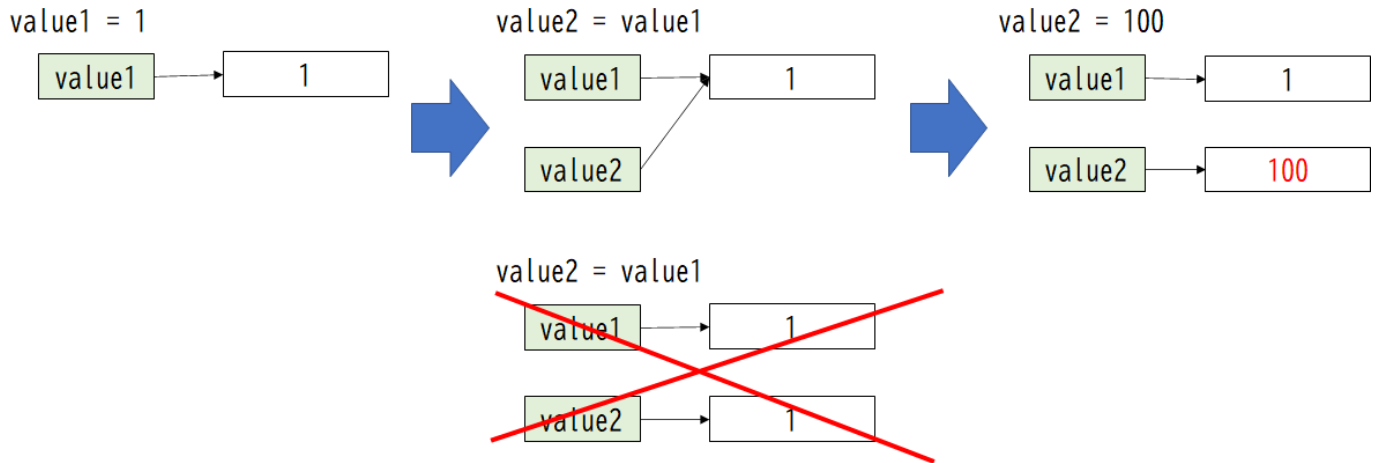 value1 = 1
value1 1
value2 = value1
value1 1
value2
value2 = 100
value1 1
value2 100
value2 = value1
value1 1
value2 1